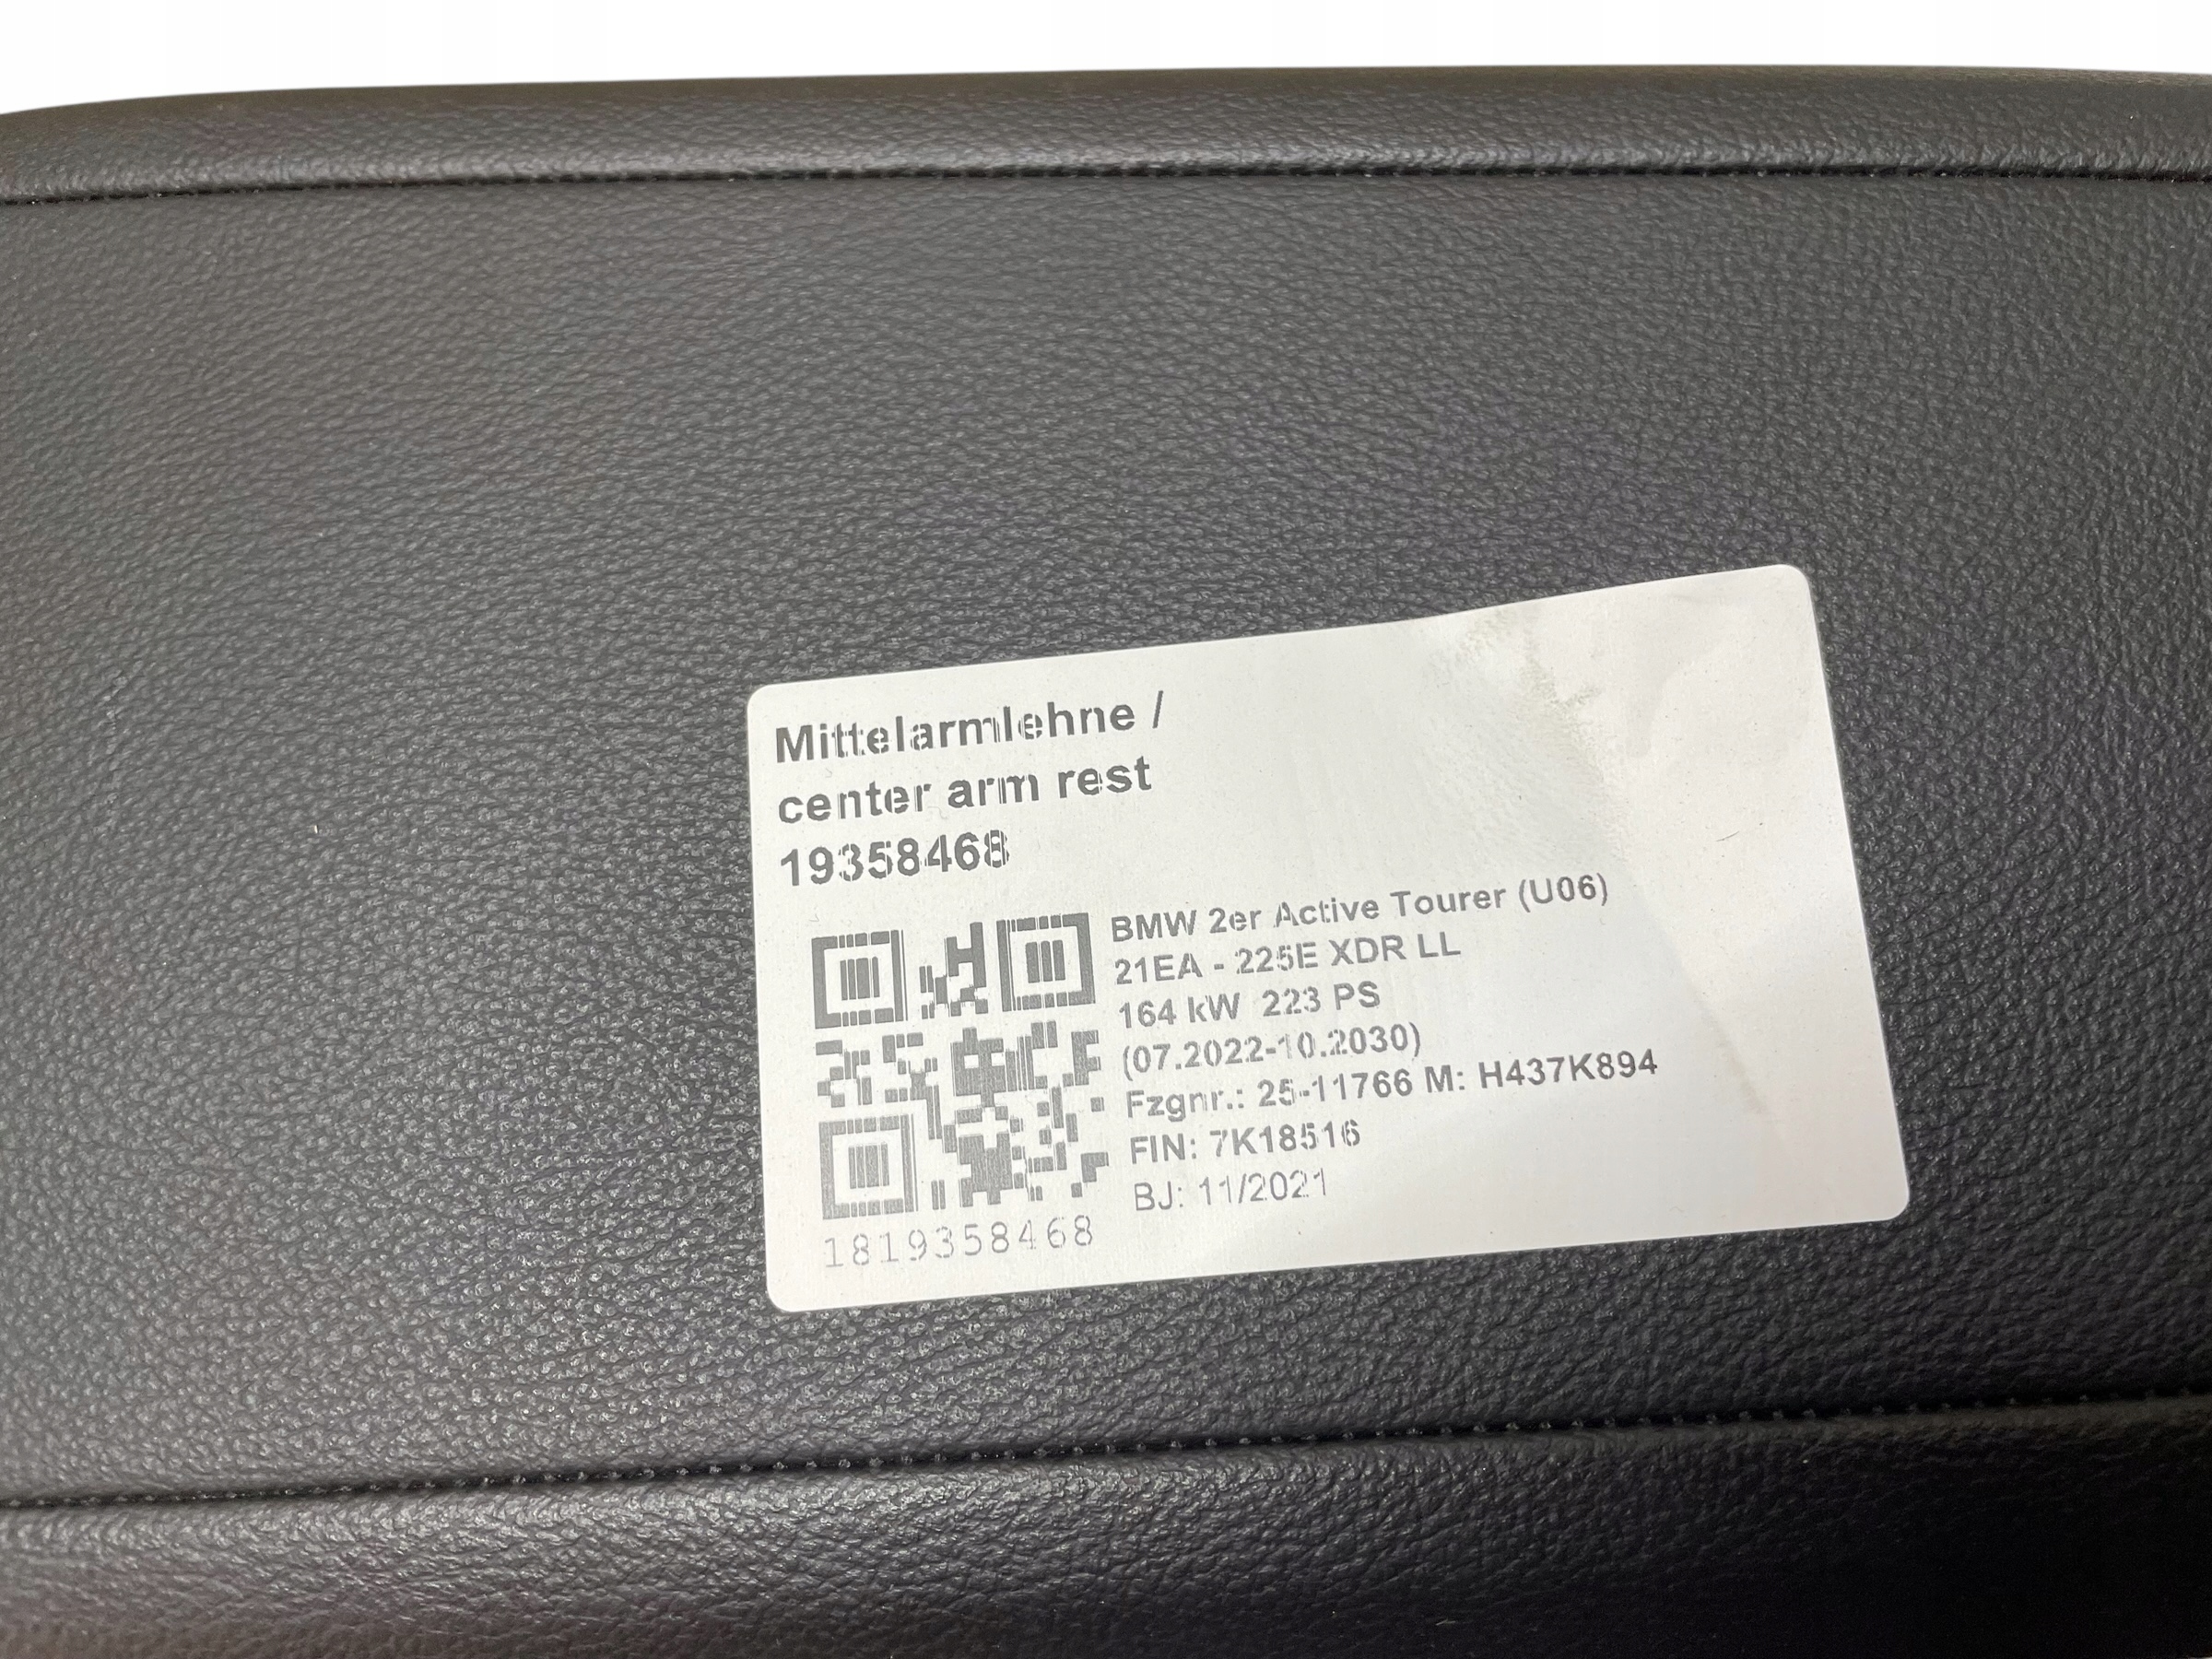 Mittelarmlehne /
center arm rest
19358468
BMW 2er Active Tourer (U06)
21EA - 225E XDR LL
164 kW 223 PS
(07.2022-10.2030)
Fzgnr.: 25-11766 M: H437K894
FIN: 7K18516
BJ: 11/2021
1819358468